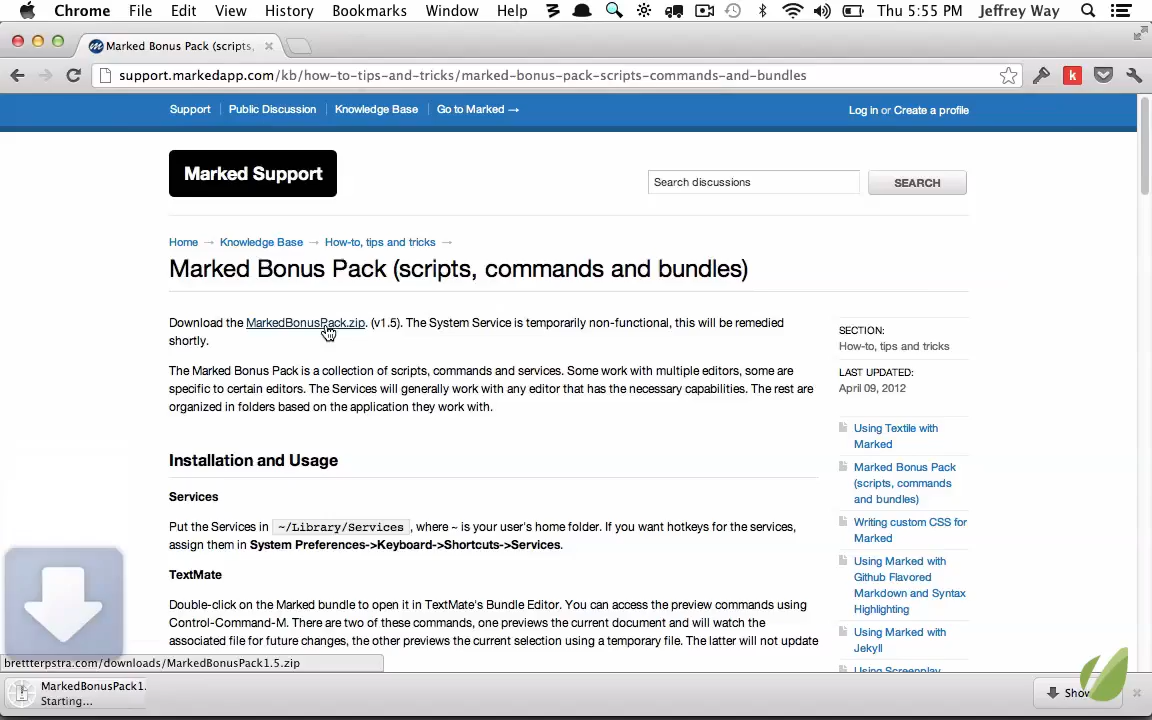 Chrome File Edit View History Bookmarks Window Help Thu 5:55 PM Jeffrey Way
Marked Bonus Pack (scripts,
support.markedapp.com/kb/how-to-tips-and-tricks/marked-bonus-pack-scripts-commands-and-bundles
k
Support Public Discussion Knowledge Base Go to Marked →
Log in or Create a profile
Marked Support
Search discussions
SEARCH
Home → Knowledge Base → How-to, tips and tricks →
Marked Bonus Pack (scripts, commands and bundles)
Download the MarkedBonusPack.zip. (v1.5). The System Service is temporarily non-functional, this will be remedied
shortly.
The Marked Bonus Pack is a collection of scripts, commands and services. Some work with multiple editors, some are
specific to certain editors. The Services will generally work with any editor that has the necessary capabilities. The rest are
organized in folders based on the application they work with.
Installation and Usage
Services
Put the Services in ~/Library/Services, where ~ is your user's home folder. If you want hotkeys for the services,
assign them in System Preferences->Keyboard->Shortcuts->Services.
TextMate
Double-click on the Marked bundle to open it in TextMate's Bundle Editor. You can access the preview commands using
Control-Command-M. There are two of these commands, one previews the current document and will watch the
associated file for future changes, the other previews the current selection using a temporary file. The latter will not update
SECTION:
How-to, tips and tricks
LAST UPDATED:
April 09, 2012
Using Textile with
Marked
Marked Bonus Pack
(scripts, commands
and bundles)
Writing custom CSS for
Marked
Using Marked with
Github Flavored
Markdown and Syntax
Highlighting
Using Marked with
Jekyll
Using Screenplay
brettterpstra.com/downloads/MarkedBonusPack1.5.zip
MarkedBonusPack1.
Starting...
Show